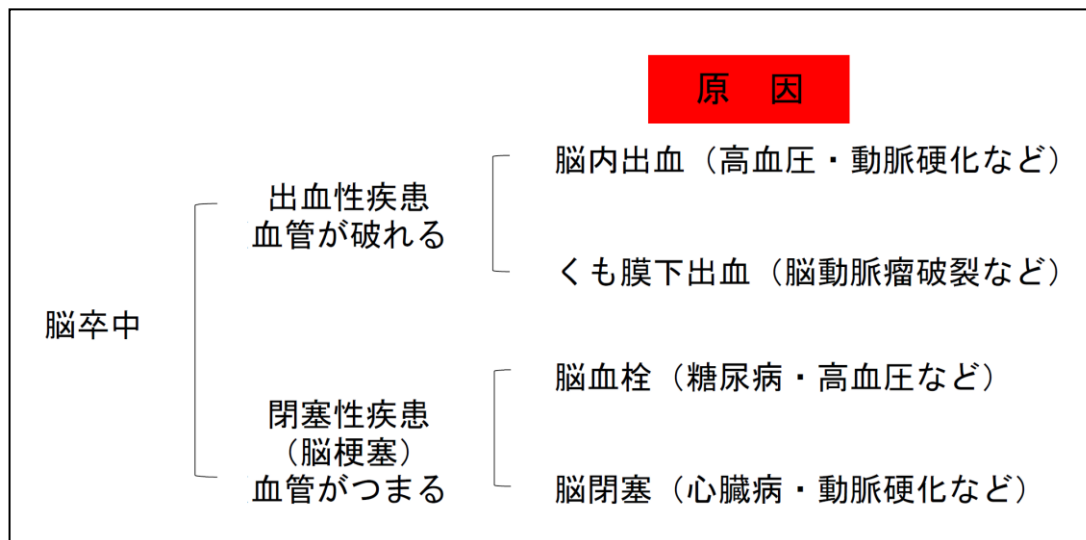 原　因
脳卒中
出血性疾患
血管が破れる
脳内出血（高血圧・動脈硬化など）
くも膜下出血（脳動脈瘤破裂など）
閉塞性疾患
（脳梗塞）
血管がつまる
脳血栓（糖尿病・高血圧など）
脳閉塞（心臓病・動脈硬化など）